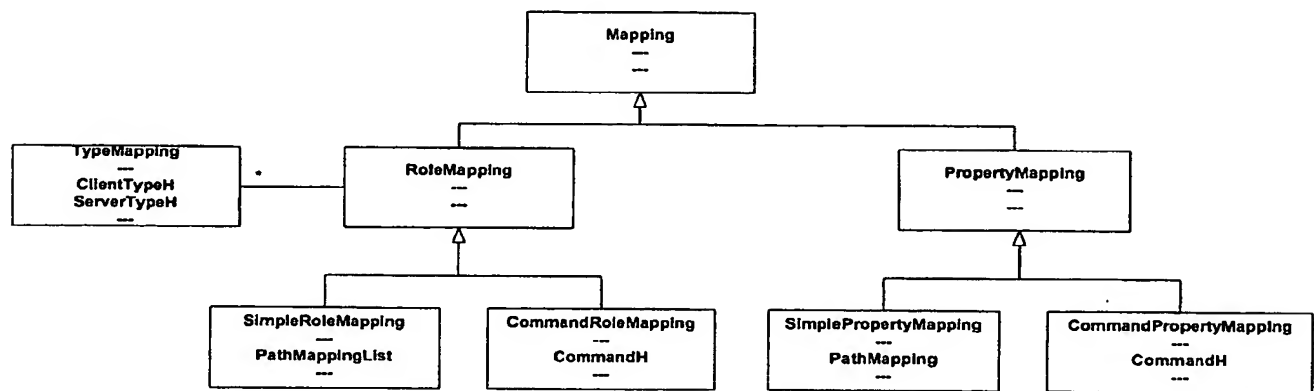 Mapping
---
---
TypeMapping
---
ClientTypeH
ServerTypeH
---
*
RoleMapping
---
---
PropertyMapping
---
---
SimpleRoleMapping
---
PathMappingList
---
CommandRoleMapping
---
CommandH
---
SimplePropertyMapping
---
PathMapping
---
CommandPropertyMapping
---
CommandH
---